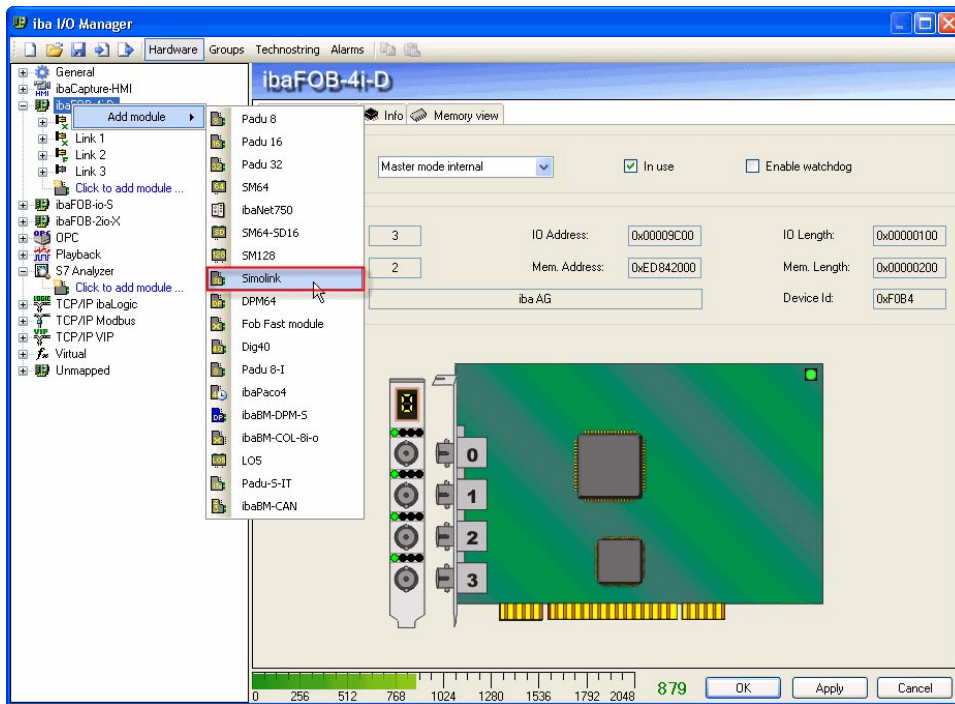 iba I/O Manager
Hardware Groups Technostring Alarms
General
ibaCapture-HMI
ibaFOB-4i-D
Link 1
Link 2
Link 3
Click to add module ...
ibaFOB-io-S
ibaFOB-2io-X
OPC
Playback
S7 Analyzer
Click to add module ...
TCP/IP ibaLogic
TCP/IP Modbus
TCP/IP VIP
Virtual
Unmapped
Add module
Padu 8
Padu 16
Padu 32
SM64
ibaNet750
SM64-SD16
SM128
Simolink
DPM64
Fob Fast module
Dig40
Padu 8-I
ibaPaco4
ibaBM-DPM-S
ibaBM-COL-8i-o
LO5
Padu-S-IT
ibaBM-CAN
ibaFOB-4i-D
Info Memory view
Master mode internal In use Enable watchdog
3 IO Address: 0x00009C00 IO Length: 0x00000100
2 Mem. Address: 0xED842000 Mem. Length: 0x00000200
iba AG Device Id: 0xF0B4
8
0
1
2
3
0 256 512 768 1024 1280 1536 1792 2048 879 OK Apply Cancel